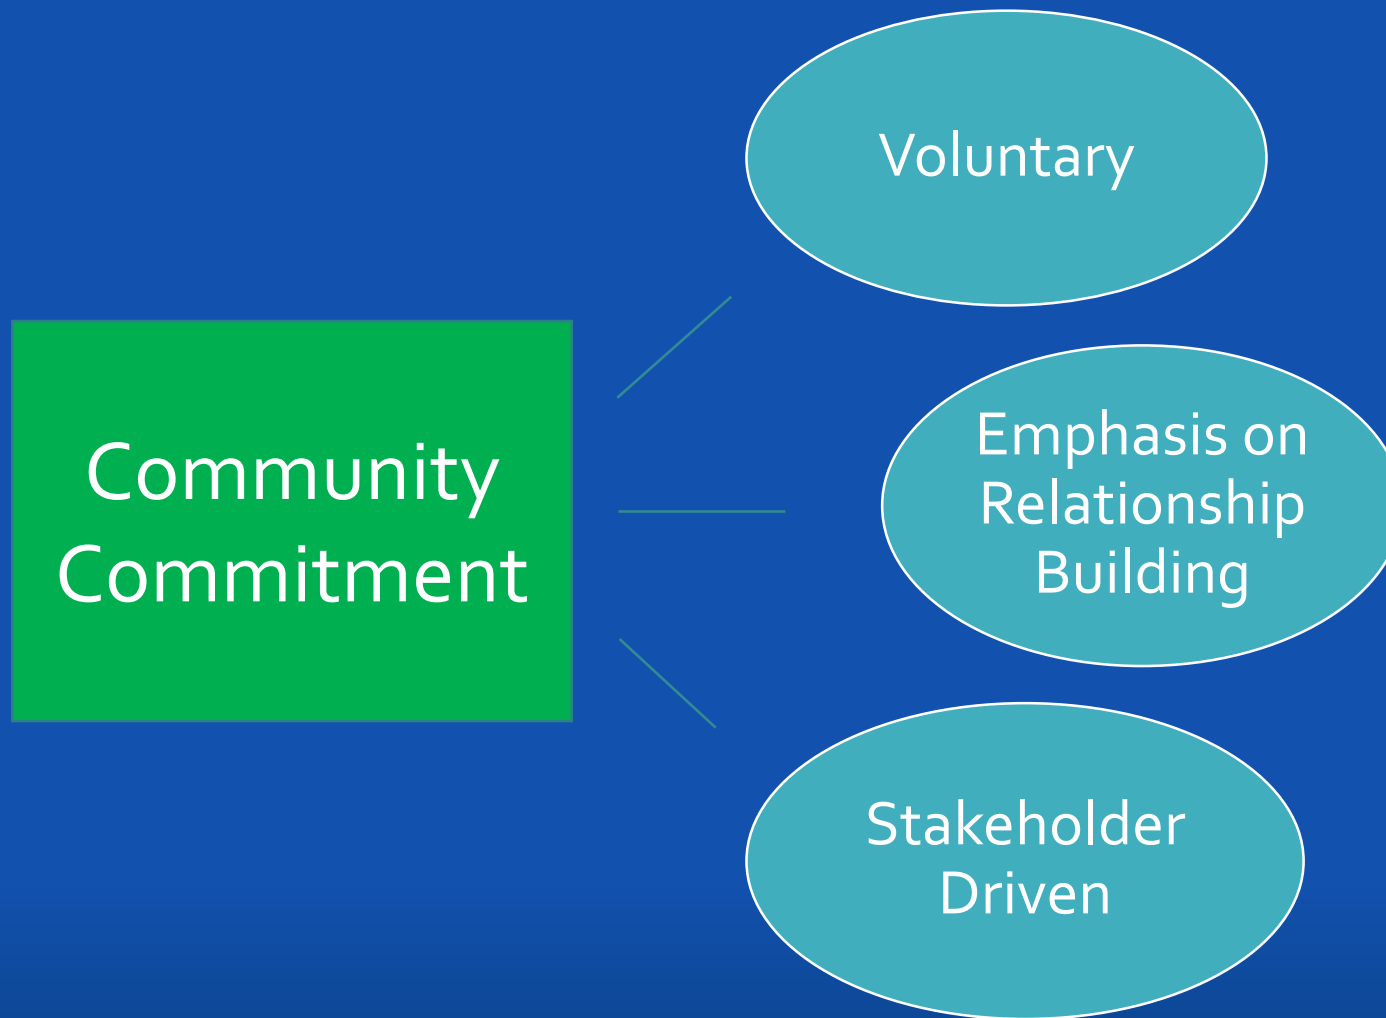 Community
Commitment
Voluntary
Emphasis on
Relationship
Building
Stakeholder
Driven